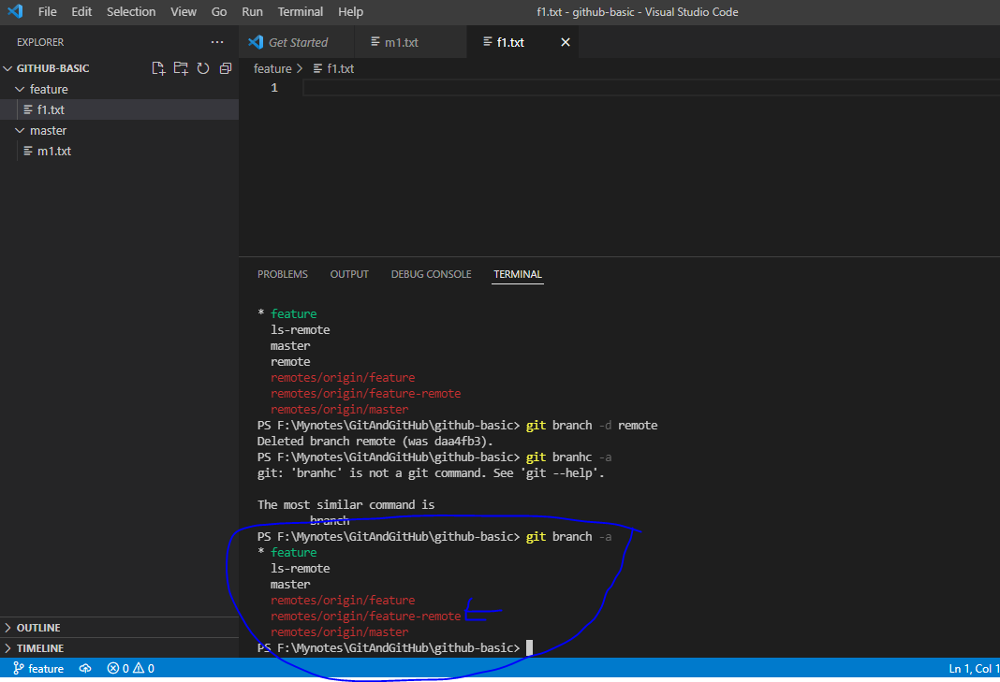 File Edit Selection View Go Run Terminal Help f1.txt - github-basic - Visual Studio Code
EXPLORER
Get Started
m1.txt
f1.txt
GITHUB-BASIC
feature > f1.txt
feature
1
f1.txt
master
m1.txt
PROBLEMS OUTPUT DEBUG CONSOLE TERMINAL
* feature
ls-remote
master
remote
remotes/origin/feature
remotes/origin/feature-remote
remotes/origin/master
PS F:\Mynotes\GitAndGitHub\github-basic> git branch -d remote
Deleted branch remote (was daa4fb3).
PS F:\Mynotes\GitAndGitHub\github-basic> git branhc -a
git: 'branhc' is not a git command. See 'git --help'.
The most similar command is
branch
PS F:\Mynotes\GitAndGitHub\github-basic> git branch -a
* feature
ls-remote
master
remotes/origin/feature
remotes/origin/feature-remote
remotes/origin/master
PS F:\Mynotes\GitAndGitHub\github-basic>
OUTLINE
TIMELINE
feature 0 0 Ln 1, Col 1